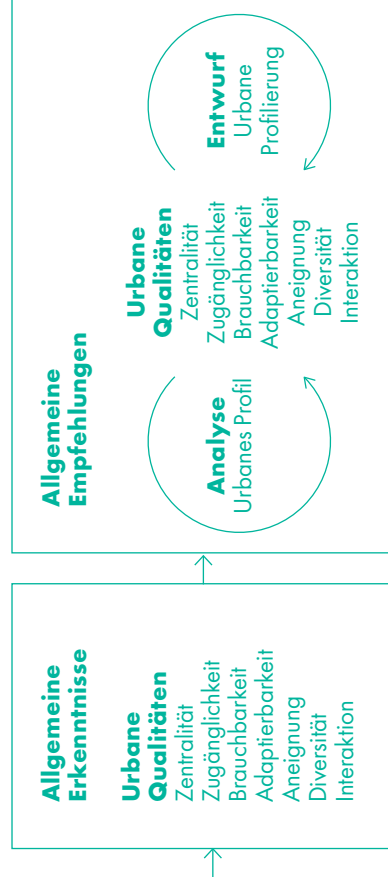 Allgemeine
Erkenntnisse
Urbane
Qualitäten
Zentralität
Zugänglichkeit
Brauchbarkeit
Adaptierbarkeit
Aneignung
Diversität
Interaktion
Allgemeine
Empfehlungen
Analyse
Urbanes Profil
Urbane
Qualitäten
Zentralität
Zugänglichkeit
Brauchbarkeit
Adaptierbarkeit
Aneignung
Diversität
Interaktion
Entwurf
Urbane
Profilierung